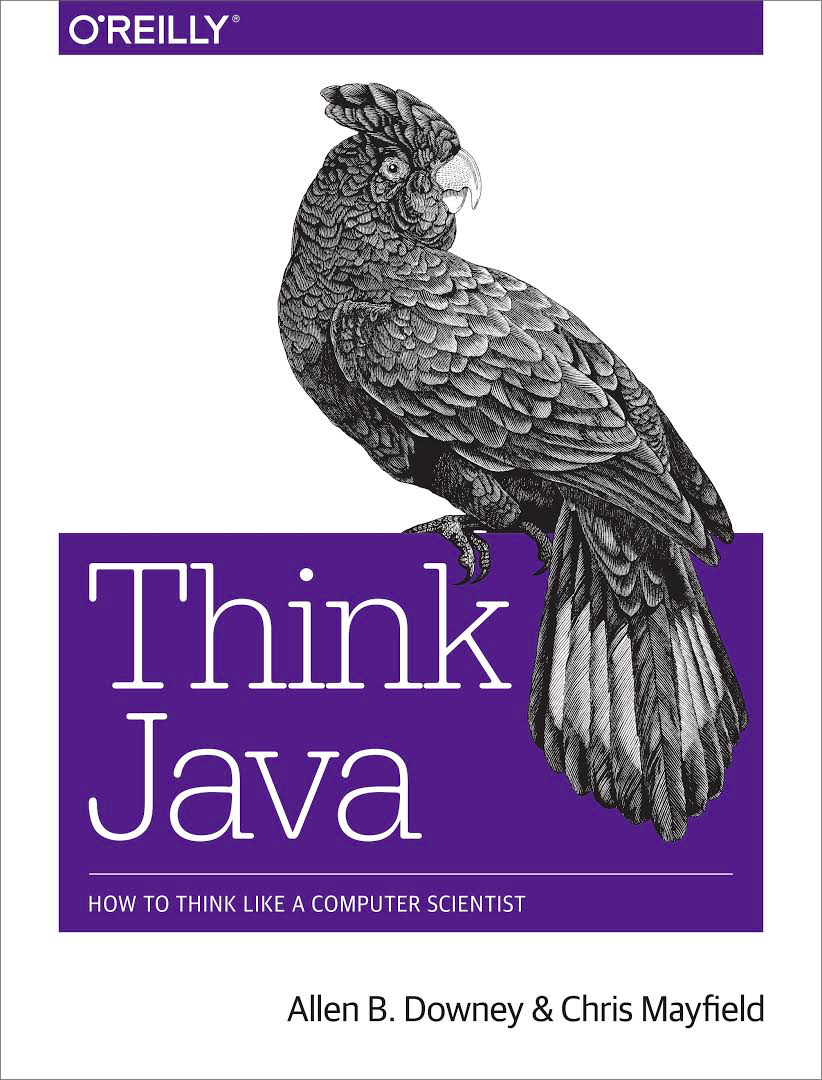 O'REILLY®
Think
Java
HOW TO THINK LIKE A COMPUTER SCIENTIST
Allen B. Downey & Chris Mayfield